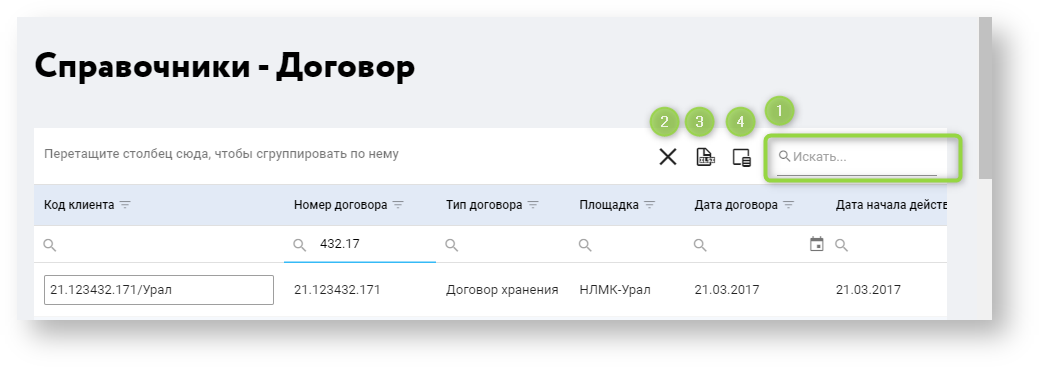 Справочники - Договор
1
2 3 4
Перетащите столбец сюда, чтобы сгруппировать по нему XLSX Искать...
Код клиента Номер договора Тип договора Площадка Дата договора Дата начала действ
432.17
21.123432.171/Урал 21.123432.171 Договор хранения НЛМК-Урал 21.03.2017 21.03.2017